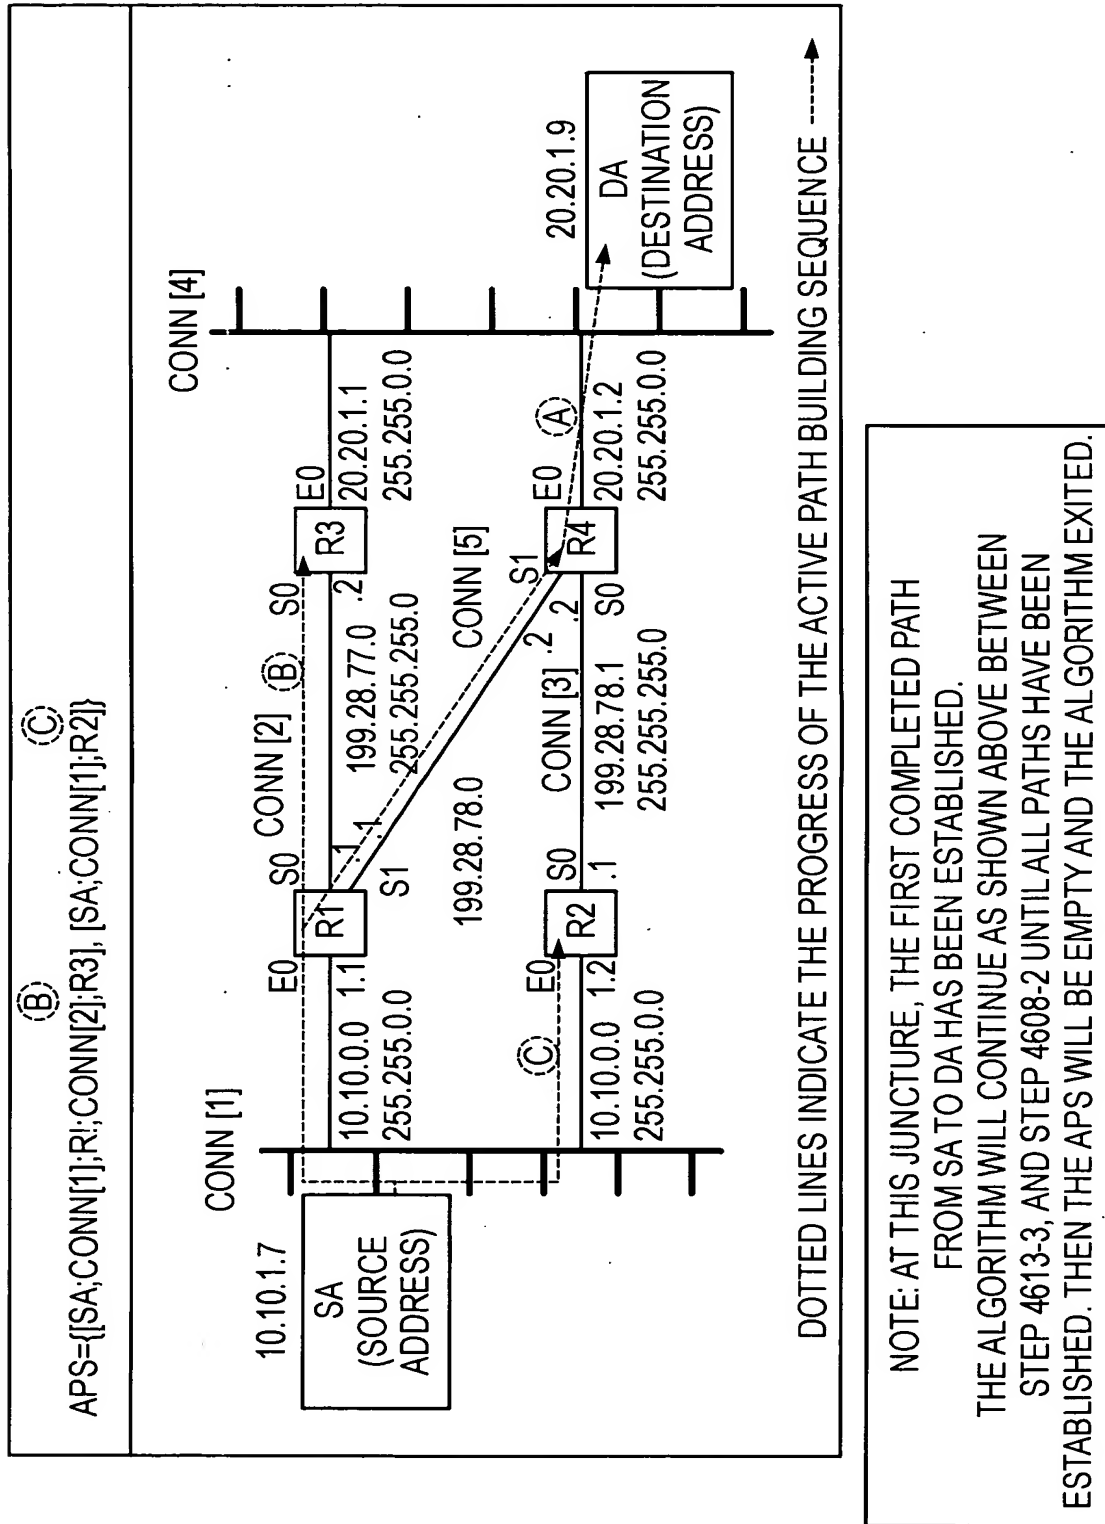 B
C
APS={[SA;CONN[1];R!;CONN[2];R3], [SA;CONN[1];R2]}
CONN [1]
CONN [4]
10.10.1.7
SA
(SOURCE
ADDRESS)
E0
R1
S0
CONN [2]
B
S0
R3
E0
10.10.0.0
1.1
255.255.0.0
.1
.1
S1
199.28.77.0
255.255.255.0
.2
20.20.1.1
255.255.0.0
199.28.78.0
CONN [5]
C
E0
R2
S0
CONN [3]
.2
.2
S1
R4
E0
A
20.20.1.9
DA
(DESTINATION
ADDRESS)
10.10.0.0
1.2
255.255.0.0
.1
199.28.78.1
255.255.255.0
S0
20.20.1.2
255.255.0.0
DOTTED LINES INDICATE THE PROGRESS OF THE ACTIVE PATH BUILDING SEQUENCE
NOTE: AT THIS JUNCTURE, THE FIRST COMPLETED PATH
FROM SA TO DA HAS BEEN ESTABLISHED.
THE ALGORITHM WILL CONTINUE AS SHOWN ABOVE BETWEEN
STEP 4613-3, AND STEP 4608-2 UNTIL ALL PATHS HAVE BEEN
ESTABLISHED. THEN THE APS WILL BE EMPTY AND THE ALGORITHM EXITED.